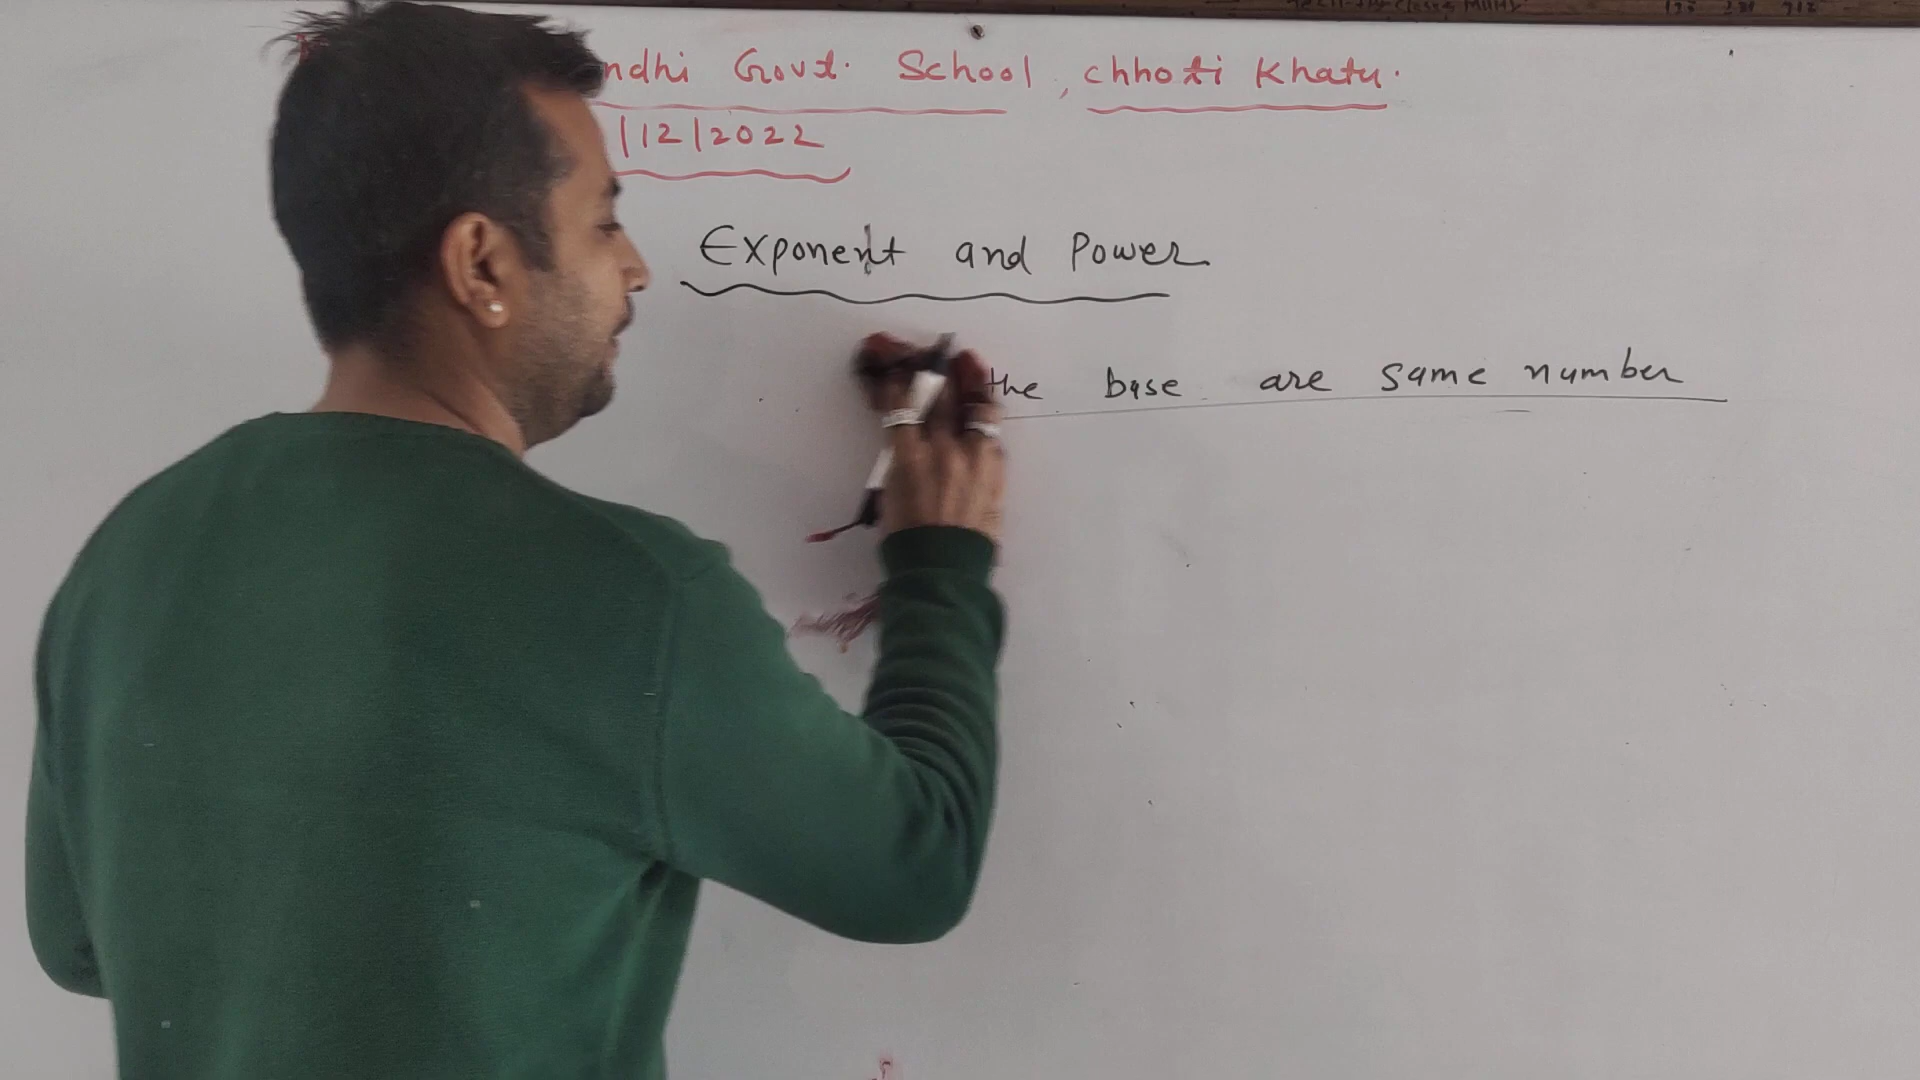 ndhi Govt. School, chhoti Khatu.
/12/2022
Exponent and Power
the base are same number